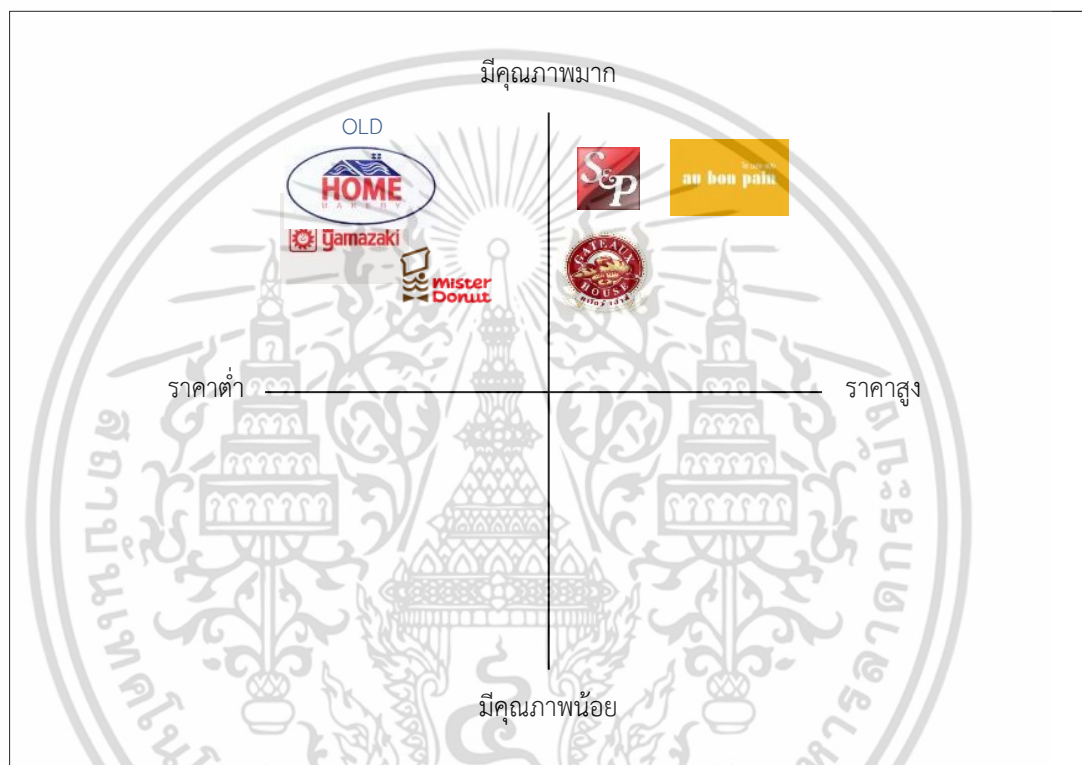 มีคุณภาพมาก
OLD
HOME
BAKERY
S&P
au bon pain
yamazaki
mister
Donut
GATEAUX
HOUSE
ราคาต่ำ
ราคาสูง
มีคุณภาพน้อย